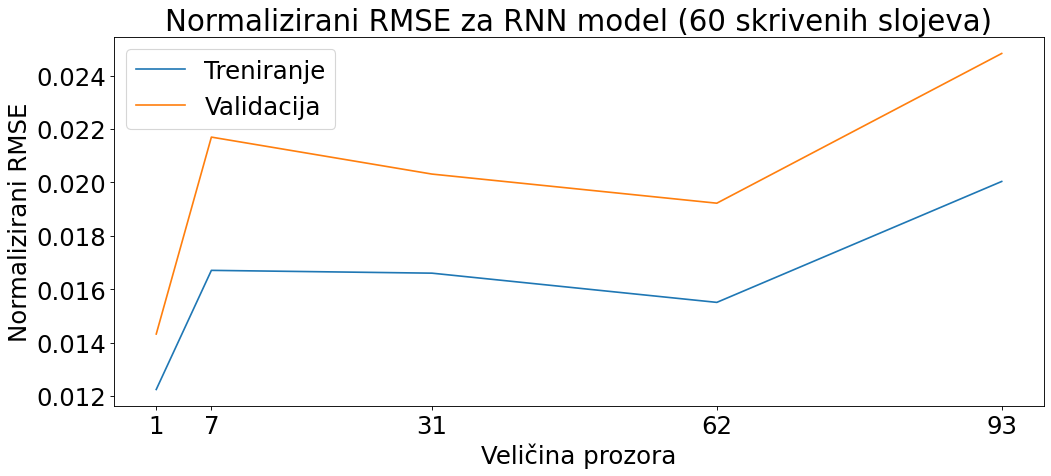 Normalizirani RMSE za RNN model (60 skrivenih slojeva)
Treniranje
Validacija
Normalizirani RMSE
0.024
0.022
0.020
0.018
0.016
0.014
0.012
1 7 31 62 93
Veličina prozora